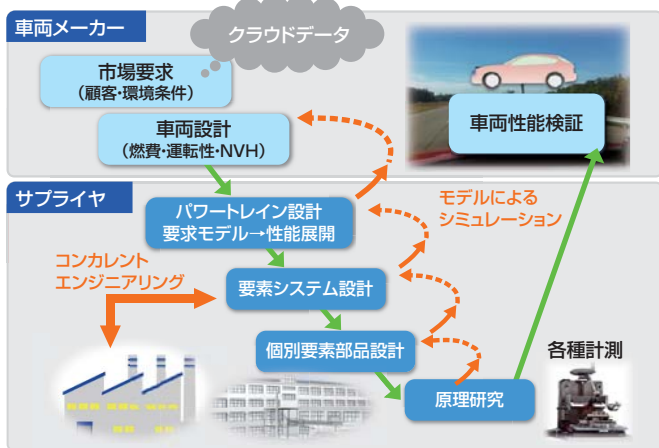 車両メーカー
クラウドデータ
市場要求
（顧客・環境条件）
車両設計
（燃費・運転性・NVH）
車両性能検証
サプライヤ
パワートレイン設計
要求モデル→性能展開
モデルによる
シミュレーション
コンカレント
エンジニアリング
要素システム設計
個別要素部品設計
原理研究
各種計測